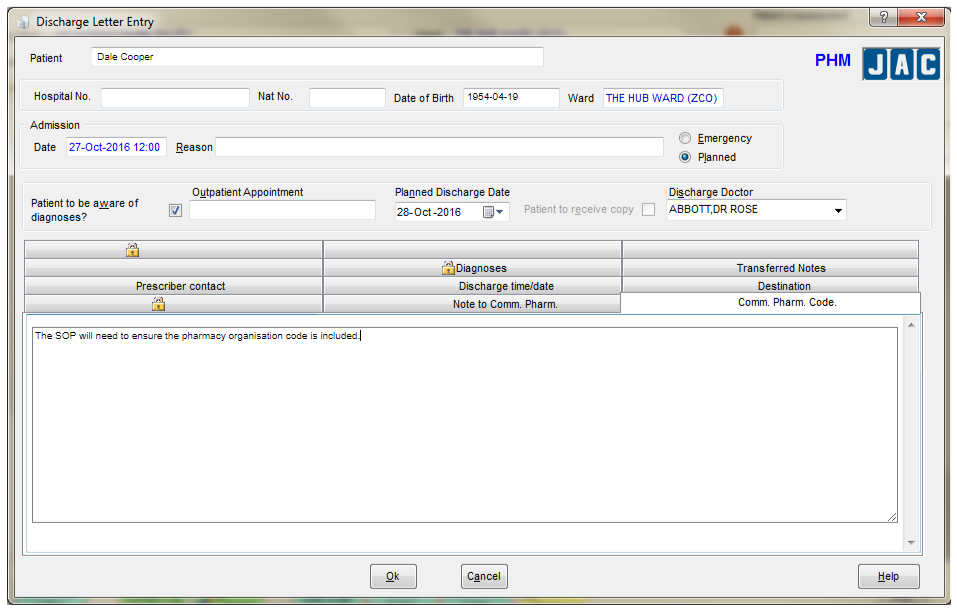 Discharge Letter Entry
?
X
Patient Dale Cooper
PHM JAC
Hospital No. Nat No. Date of Birth 1954-04-19 Ward THE HUB WARD (ZCO)
Admission
Date 27-Oct-2016 12:00 Reason
Emergency
Planned
Patient to be aware of
diagnoses?
Outpatient Appointment
Planned Discharge Date
28-Oct-2016
Patient to receive copy
Discharge Doctor
ABBOTT,DR ROSE
Diagnoses Transferred Notes
Prescriber contact Discharge time/date Destination
Note to Comm. Pharm. Comm. Pharm. Code.
The SOP will need to ensure the pharmacy organisation code is included.
Ok Cancel Help